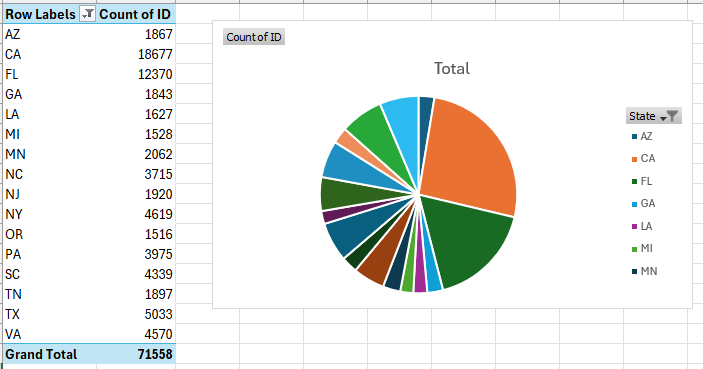 Row Labels Count of ID
AZ 1867
CA 18677
FL 12370
GA 1843
LA 1627
MI 1528
MN 2062
NC 3715
NJ 1920
NY 4619
OR 1516
PA 3975
SC 4339
TN 1897
TX 5033
VA 4570
Grand Total 71558
Count of ID
Total
State
AZ
CA
FL
GA
LA
MI
MN